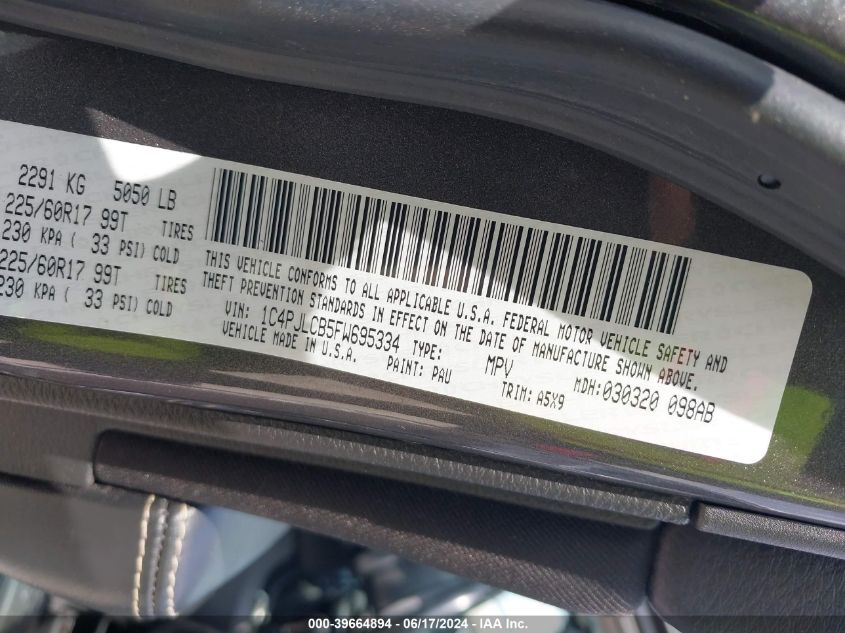 2291 KG 5050 LB
225/60R17 99T TIRES
230 KPA ( 33 PSI) COLD
225/60R17 99T TIRES
230 KPA ( 33 PSI) COLD
THIS VEHICLE CONFORMS TO ALL APPLICABLE U.S.A. FEDERAL MOTOR VEHICLE SAFETY AND
THEFT PREVENTION STANDARDS IN EFFECT ON THE DATE OF MANUFACTURE SHOWN ABOVE.
VIN: 1C4PJLCB5FW695334 TYPE: MPV MDH:030320 098AB
VEHICLE MADE IN U.S.A. PAINT: PAU TRIM: A5X9
000-39664894 / 06/17/2024 / 17IN_SHOTS_STICKER